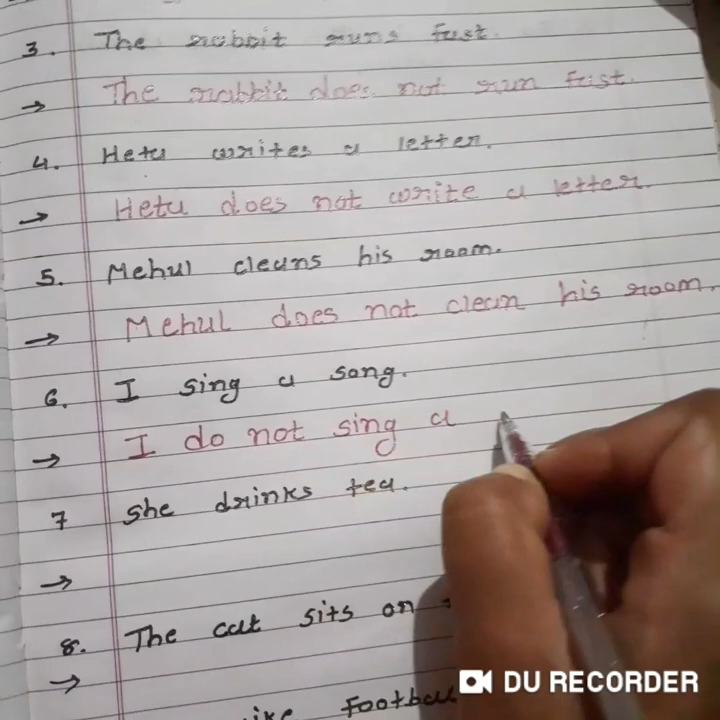 3. The rabbit runs fast.
→ The rabbit does not run fast.
4. Hetu writes a letter.
→ Hetu does not write a letter.
5. Mehul cleans his room.
→ Mehul does not clean his room.
6. I sing a song.
→ I do not sing a
7 She drinks tea.
→
8. The cat sits on
→
football
DU RECORDER